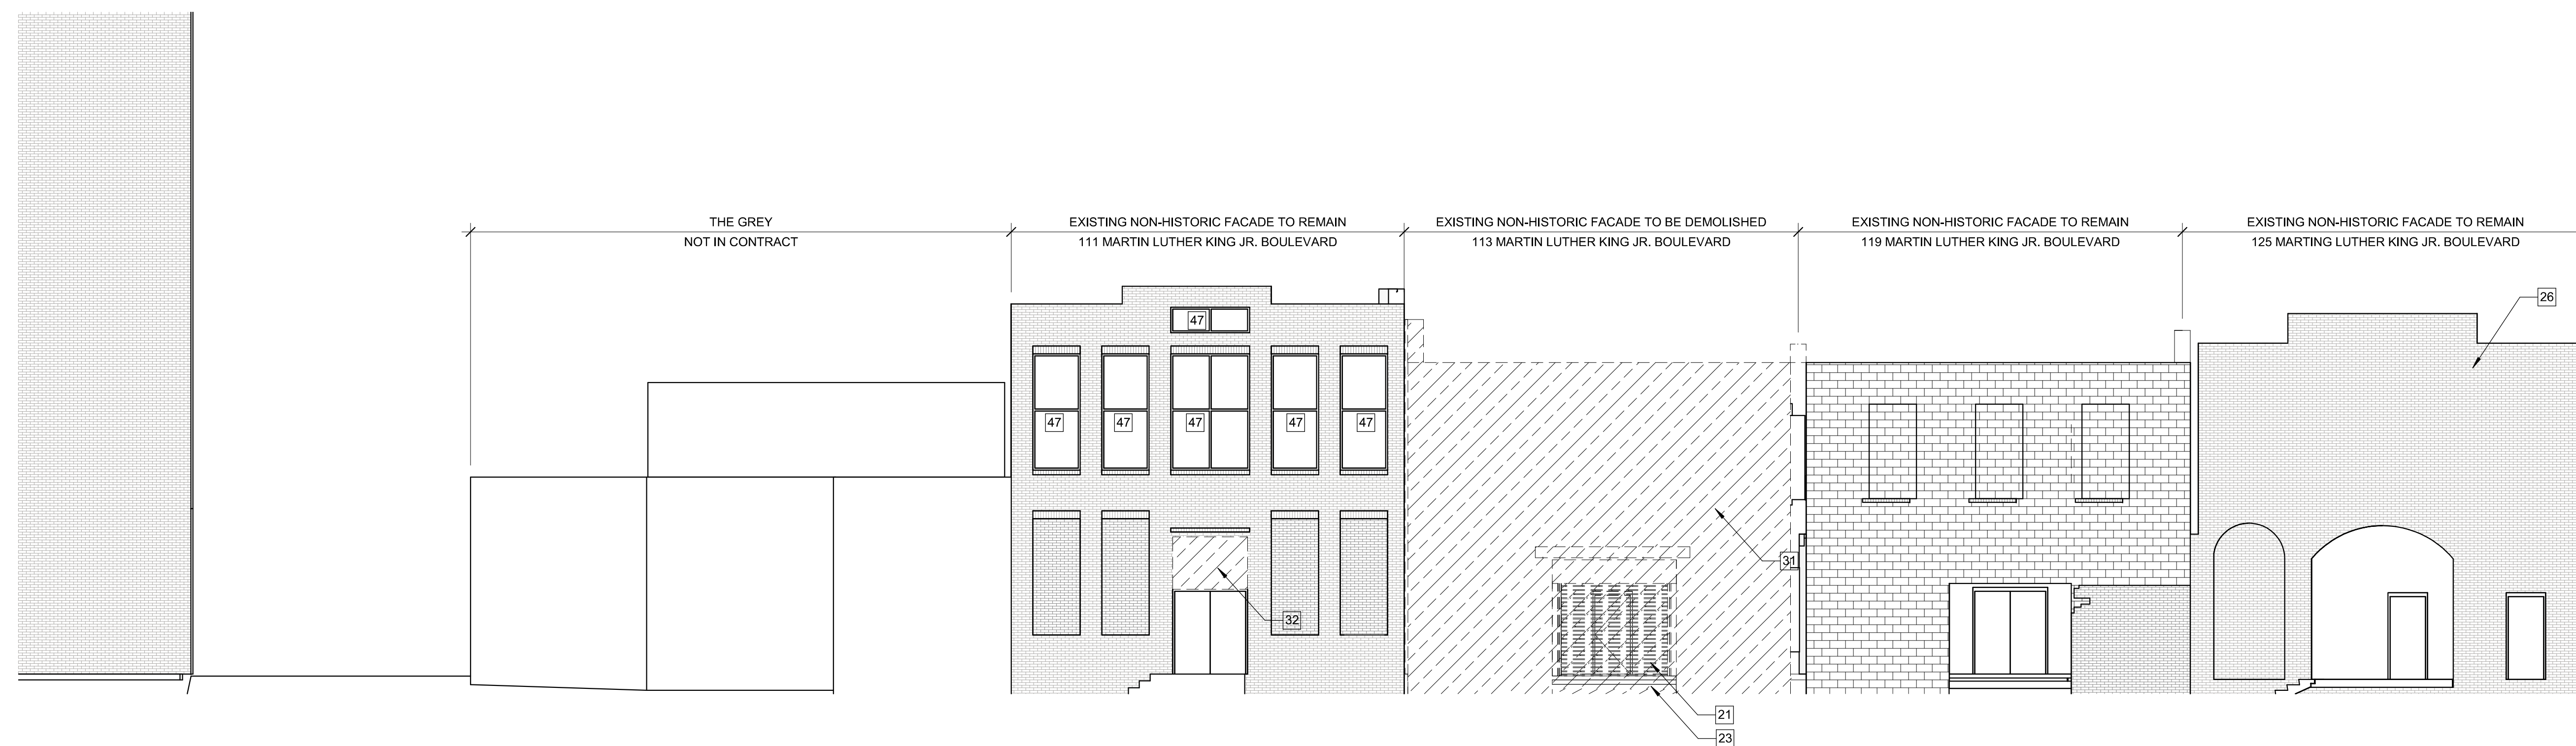 THE GREY
NOT IN CONTRACT
EXISTING NON-HISTORIC FACADE TO REMAIN
111 MARTIN LUTHER KING JR. BOULEVARD
EXISTING NON-HISTORIC FACADE TO BE DEMOLISHED
113 MARTIN LUTHER KING JR. BOULEVARD
EXISTING NON-HISTORIC FACADE TO REMAIN
119 MARTIN LUTHER KING JR. BOULEVARD
EXISTING NON-HISTORIC FACADE TO REMAIN
125 MARTING LUTHER KING JR. BOULEVARD
26
47
47
47
47
47
47
31
32
21
23